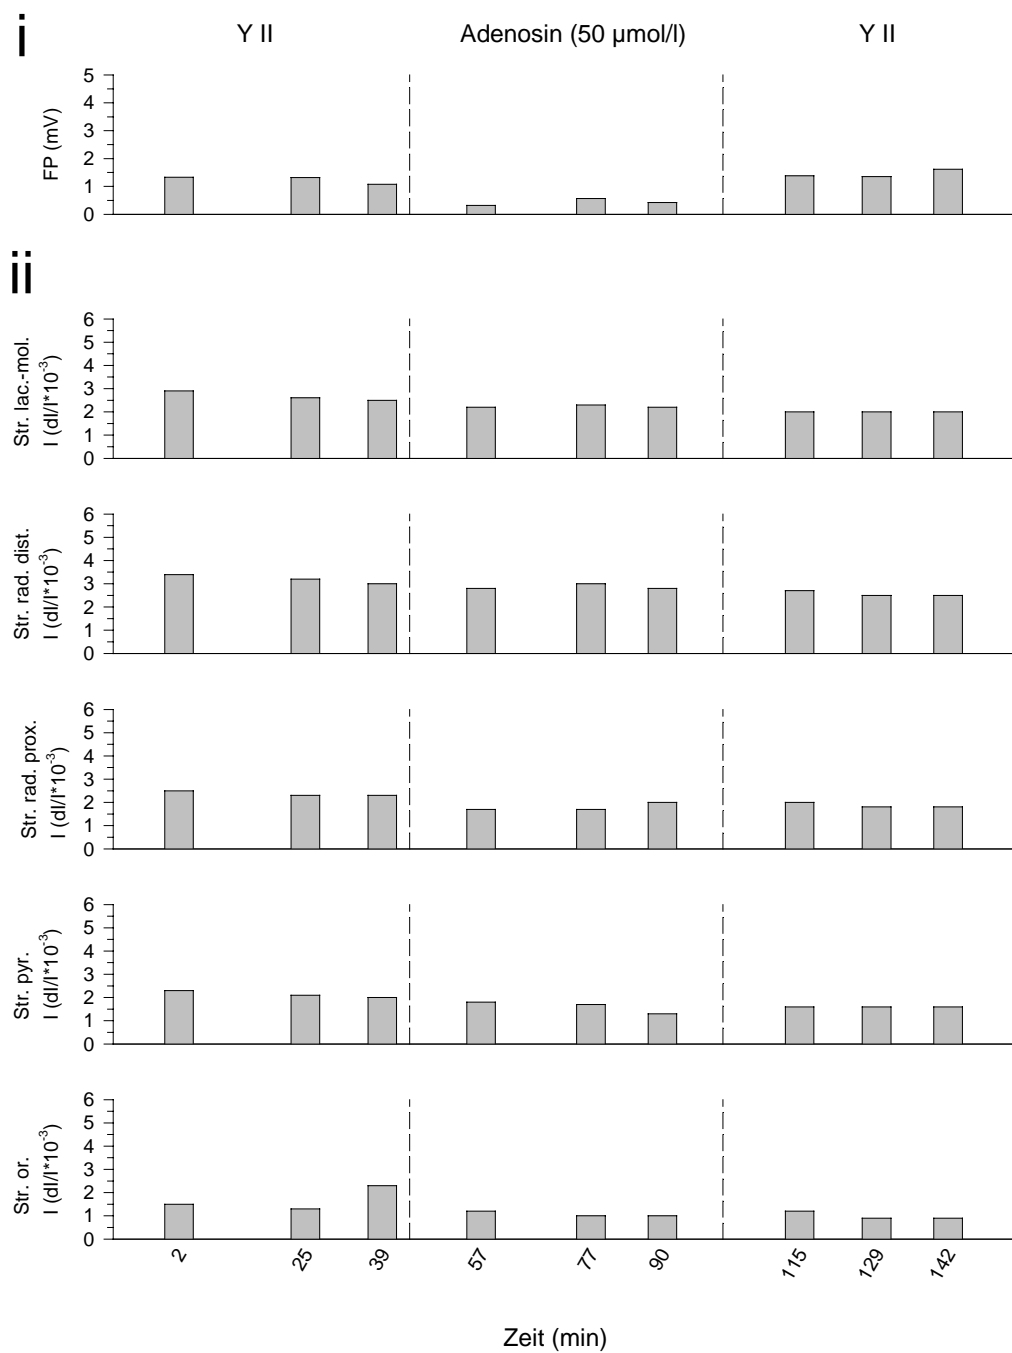 i
Y II
Adenosin (50 µmol/l)
Y II
FP (mV)
5
4
3
2
1
0
ii
Str. lac.-mol.
I (dI/I*10⁻³)
6
5
4
3
2
1
0
Str. rad. dist.
I (dI/I*10⁻³)
6
5
4
3
2
1
0
Str. rad. prox.
I (dI/I*10⁻³)
6
5
4
3
2
1
0
Str. pyr.
I (dI/I*10⁻³)
6
5
4
3
2
1
0
Str. or.
I (dI/I*10⁻³)
6
5
4
3
2
1
0
2
25
39
57
77
90
115
129
142
Zeit (min)